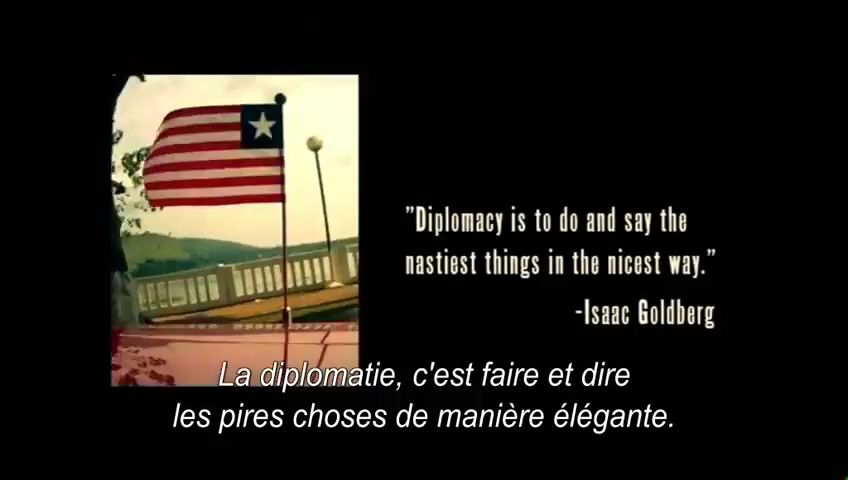 "Diplomacy is to do and say the
nastiest things in the nicest way."
-Isaac Goldberg
La diplomatie, c'est faire et dire
les pires choses de manière élégante.